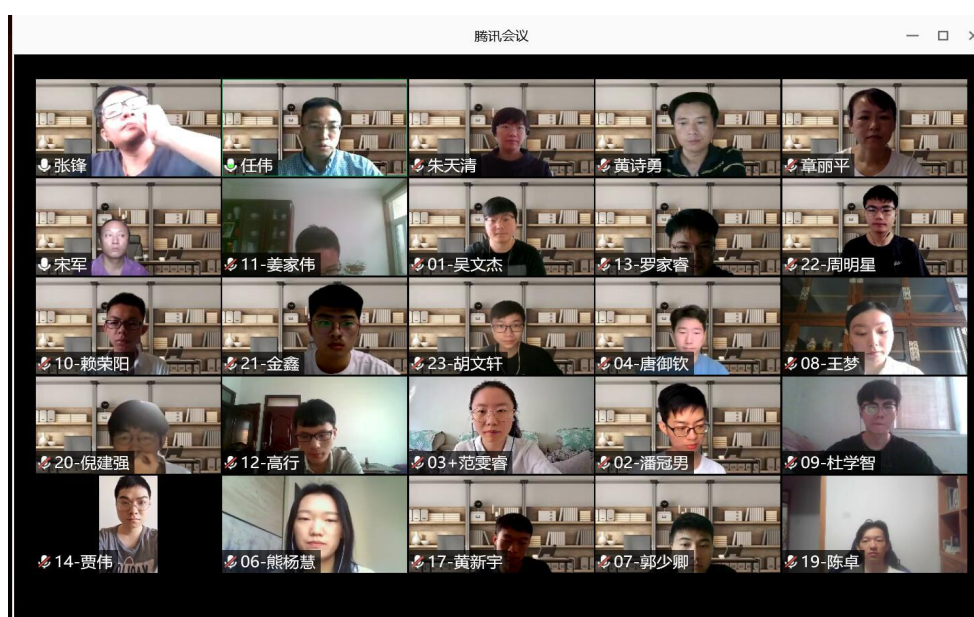 腾讯会议
张锋
任伟
朱天清
黄诗勇
章丽平
宋军
11-姜家伟
01-吴文杰
13-罗家睿
22-周明星
10-赖荣阳
21-金鑫
23-胡文轩
04-唐御钦
08-王梦
20-倪建强
12-高行
03+范雯睿
02-潘冠男
09-杜学智
14-贾伟
06-熊杨慧
17-黄新宇
07-郭少卿
19-陈卓